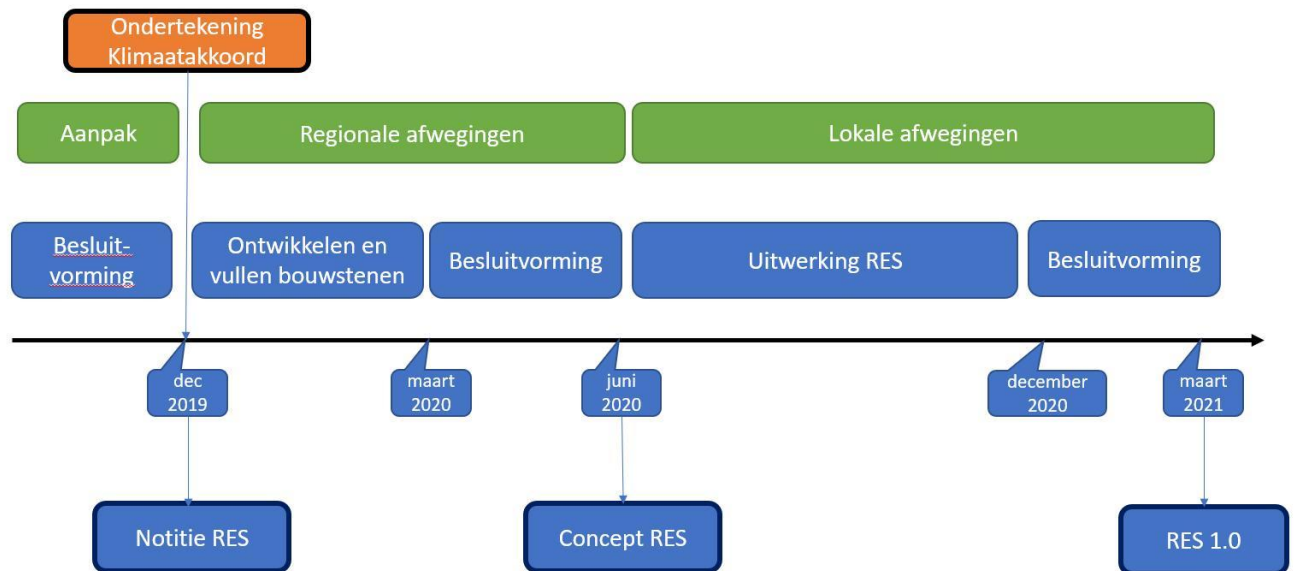 Ondertekening
Klimaatakkoord
Aanpak
Regionale afwegingen
Lokale afwegingen
Besluit-
vorming
Ontwikkelen en
vullen bouwstenen
Besluitvorming
Uitwerking RES
Besluitvorming
dec
2019
maart
2020
juni
2020
december
2020
maart
2021
Notitie RES
Concept RES
RES 1.0